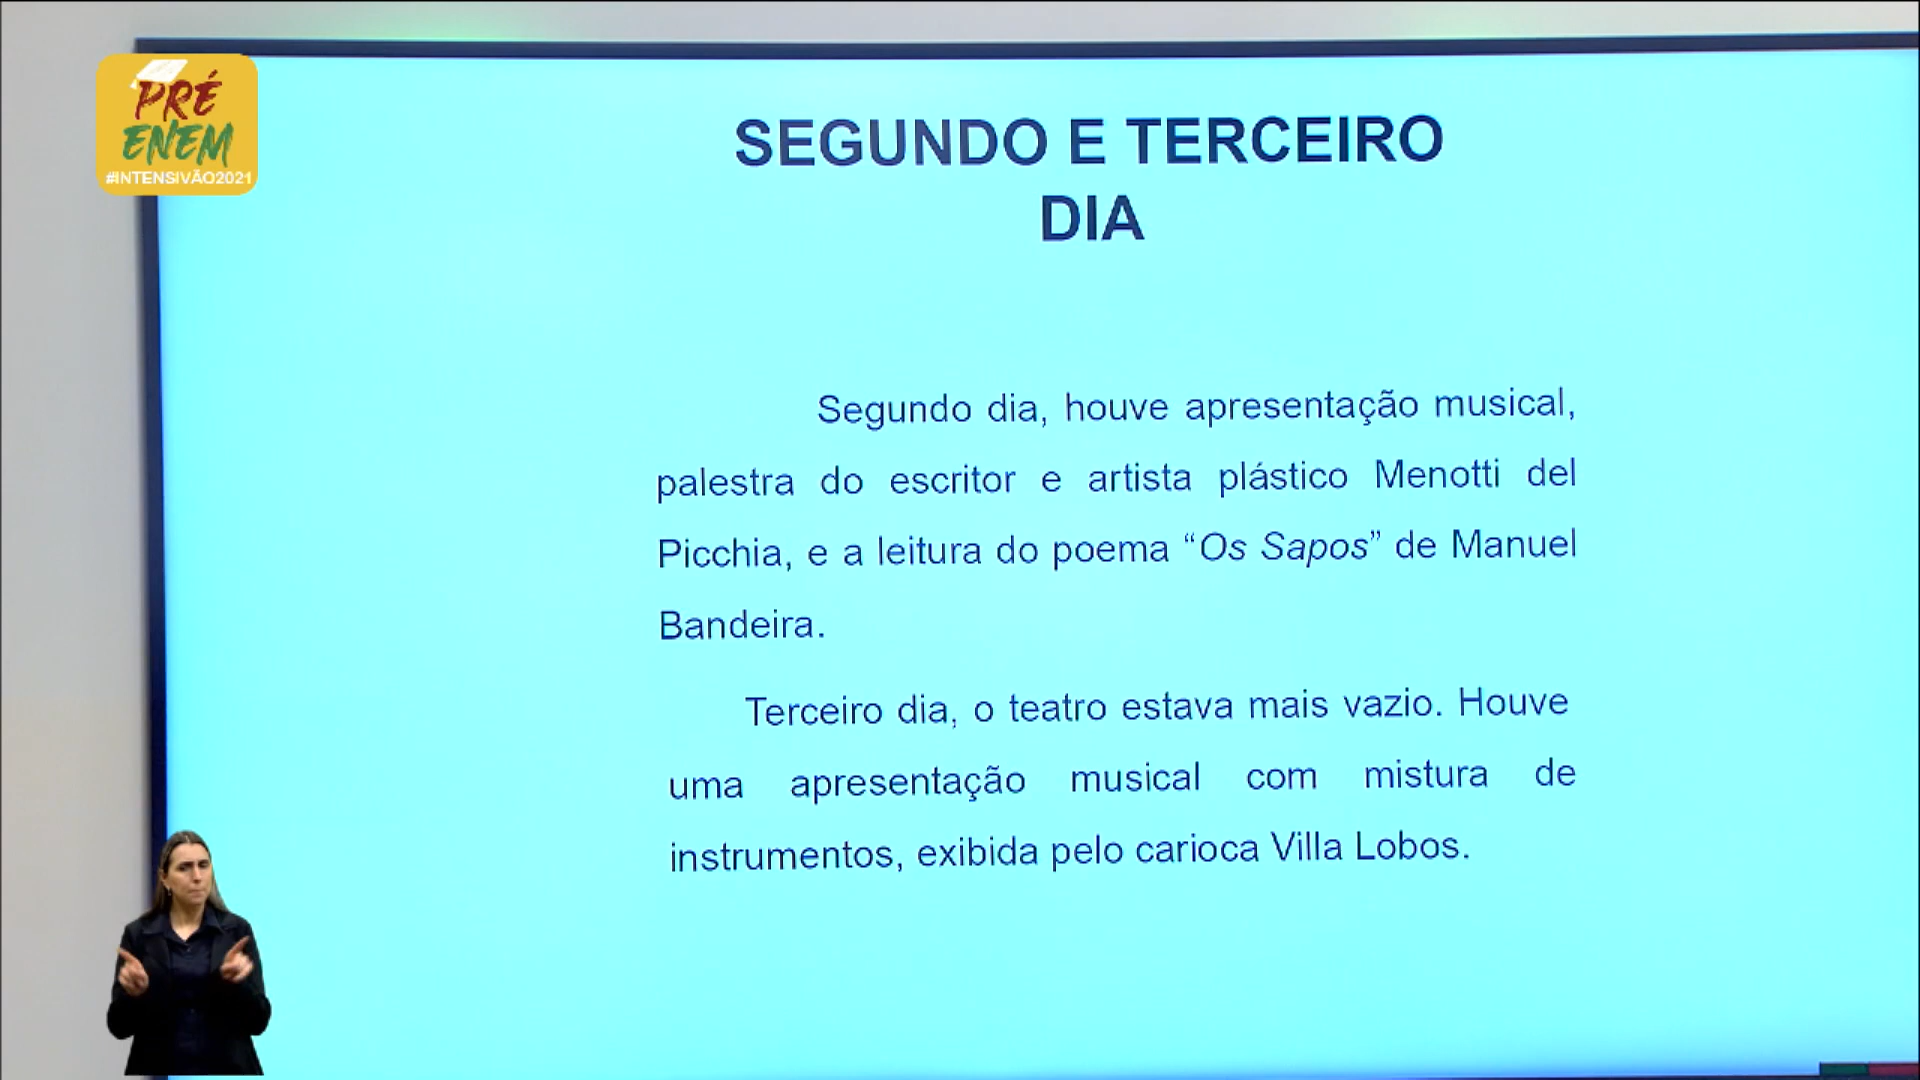 PRÉ
ENEM
#INTENSIVÃO2021
SEGUNDO E TERCEIRO
DIA
Segundo dia, houve apresentação musical,
palestra do escritor e artista plástico Menotti del
Picchia, e a leitura do poema “Os Sapos” de Manuel
Bandeira.
Terceiro dia, o teatro estava mais vazio. Houve
uma apresentação musical com mistura de
instrumentos, exibida pelo carioca Villa Lobos.